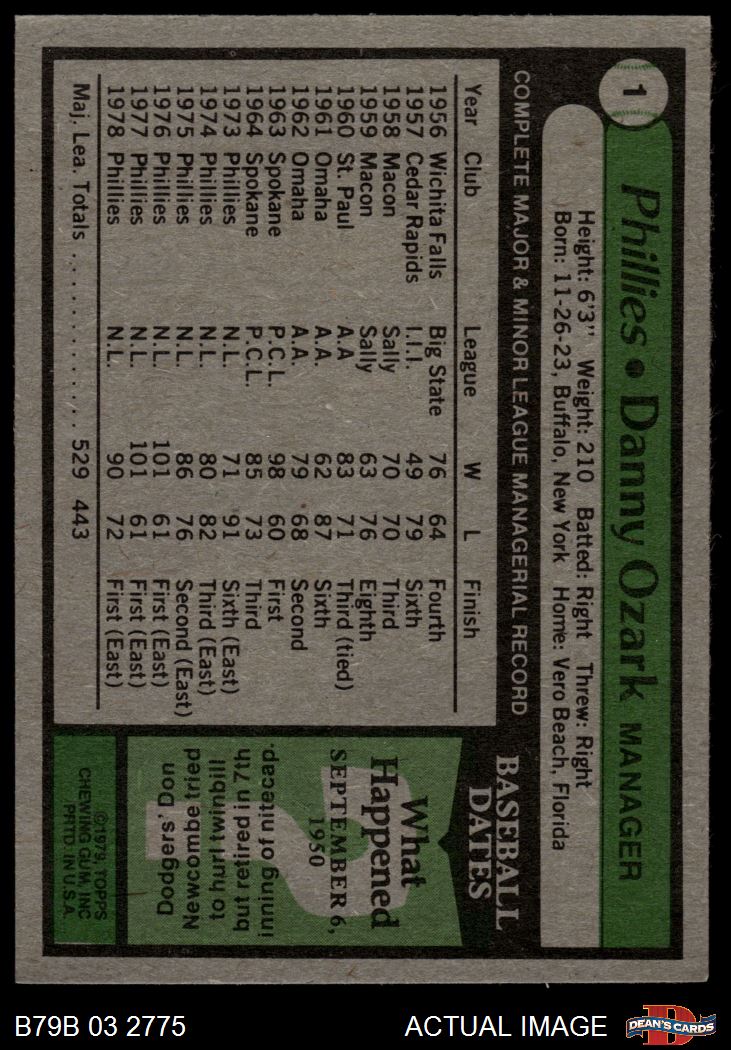 1
Phillies • Danny Ozark MANAGER
Height: 6'3" Weight: 210 Batted: Right Threw: Right
Born: 11-26-23, Buffalo, New York Home: Vero Beach, Florida
COMPLETE MAJOR & MINOR LEAGUE MANAGERIAL RECORD
Year Club League W L Finish
1956 Wichita Falls Big State 76 64 Fourth
1957 Cedar Rapids I.I.I. 49 79 Sixth
1958 Macon Sally 70 70 Third
1959 Macon Sally 63 76 Eighth
1960 St. Paul A.A 83 71 Third (tied)
1961 Omaha A.A. 62 87 Sixth
1962 Omaha A.A. 79 68 Second
1963 Spokane P.C.L. 98 60 First
1964 Spokane P.C.L. 85 73 Third
1973 Phillies N.L. 71 91 Sixth (East)
1974 Phillies N.L. 80 82 Third (East)
1975 Phillies N.L. 86 76 Second (East)
1976 Phillies N.L. 101 61 First (East)
1977 Phillies N.L. 101 61 First (East)
1978 Phillies N.L. 90 72 First (East)
Maj. Lea. Totals . . . . . . . . . . . . . . . . . . . 529 443
BASEBALL
DATES
What
Happened
SEPTEMBER 6,
1950
Dodgers' Don
Newcombe tried
to hurl twinbill
but retired in 7th
inning of nitecap.
©1979, TOPPS
CHEWING GUM, INC
PRTD. IN U.S.A.
B79B 03 2775 ACTUAL IMAGE
D
DEAN'S CARDS